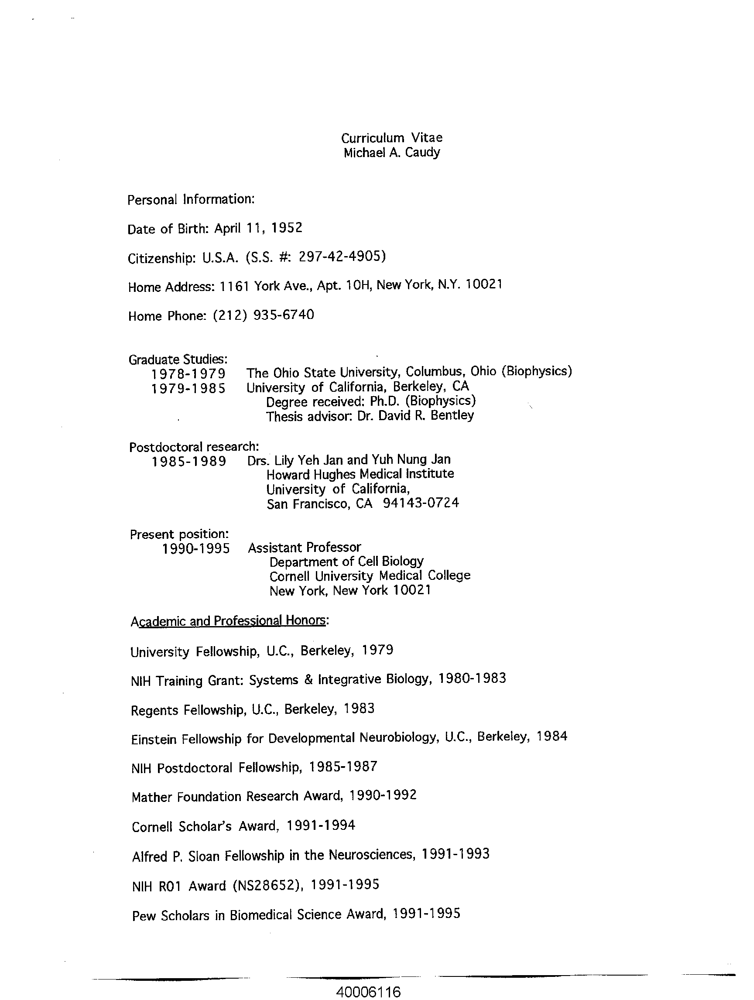 Curriculum Vitae
Michael A. Caudy
Personal Information:
Date of Birth: April 11, 1952
Citizenship: U.S.A. (S.S. #: 297-42-4905)
Home Address: 1161 York Ave., Apt. 10H, New York, N.Y. 10021
Home Phone: (212) 935-6740
Graduate Studies:
1978-1979 The Ohio State University, Columbus, Ohio (Biophysics)
1979-1985 University of California, Berkeley, CA
Degree received: Ph.D. (Biophysics)
Thesis advisor: Dr. David R. Bentley
Postdoctoral research:
1985-1989 Drs. Lily Yeh Jan and Yuh Nung Jan
Howard Hughes Medical Institute
University of California,
San Francisco, CA 94143-0724
Present position:
1990-1995 Assistant Professor
Department of Cell Biology
Cornell University Medical College
New York, New York 10021
Academic and Professional Honors:
University Fellowship, U.C., Berkeley, 1979
NIH Training Grant: Systems & Integrative Biology, 1980-1983
Regents Fellowship, U.C., Berkeley, 1983
Einstein Fellowship for Developmental Neurobiology, U.C., Berkeley, 1984
NIH Postdoctoral Fellowship, 1985-1987
Mather Foundation Research Award, 1990-1992
Cornell Scholar's Award, 1991-1994
Alfred P. Sloan Fellowship in the Neurosciences, 1991-1993
NIH R01 Award (NS28652), 1991-1995
Pew Scholars in Biomedical Science Award, 1991-1995
40006116